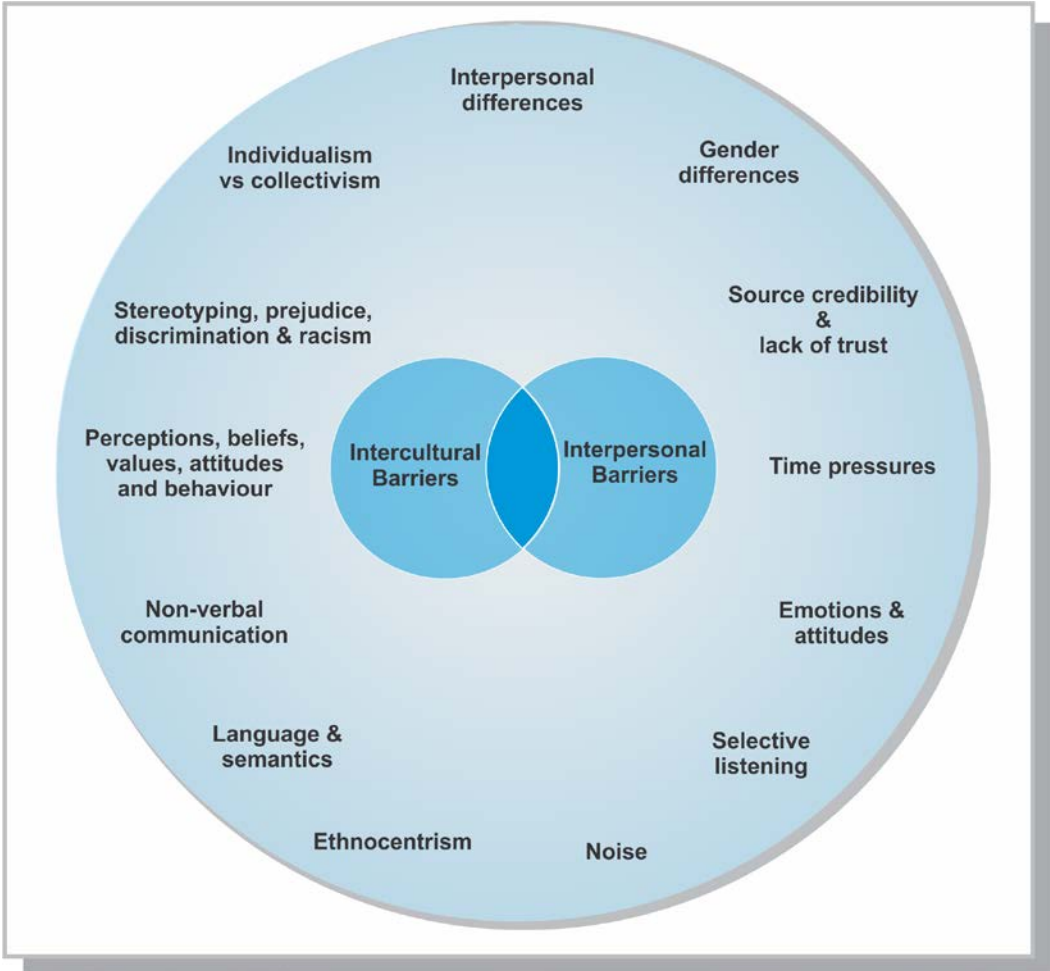 Interpersonal
differences
Individualism
vs collectivism
Gender
differences
Stereotyping, prejudice,
discrimination & racism
Source credibility
&
lack of trust
Perceptions, beliefs,
values, attitudes
and behaviour
Intercultural
Barriers
Interpersonal
Barriers
Time pressures
Non-verbal
communication
Emotions &
attitudes
Language &
semantics
Selective
listening
Ethnocentrism
Noise